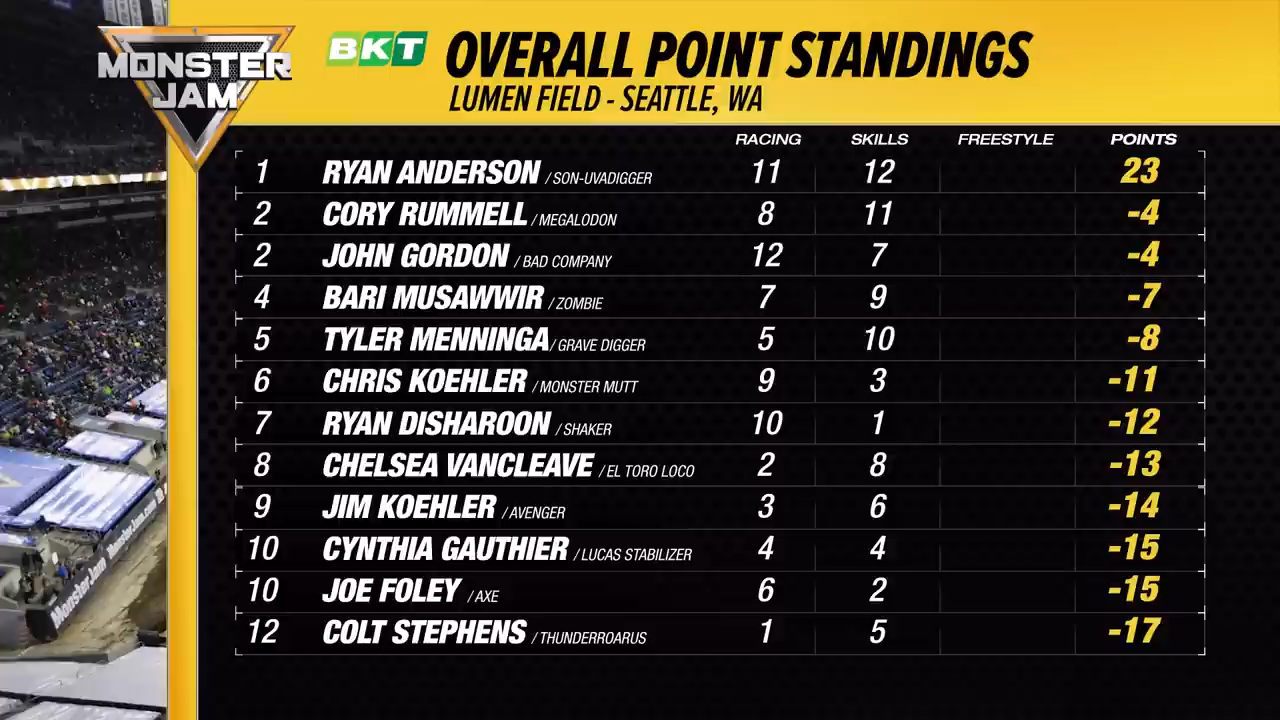 MONSTER JAM
BKT OVERALL POINT STANDINGS
LUMEN FIELD - SEATTLE, WA
RACING SKILLS FREESTYLE POINTS
1 RYAN ANDERSON / SON-UVADIGGER 11 12 23
2 CORY RUMMELL / MEGALODON 8 11 -4
2 JOHN GORDON / BAD COMPANY 12 7 -4
4 BARI MUSAWWIR / ZOMBIE 7 9 -7
5 TYLER MENNINGA / GRAVE DIGGER 5 10 -8
6 CHRIS KOEHLER / MONSTER MUTT 9 3 -11
7 RYAN DISHAROON / SHAKER 10 1 -12
8 CHELSEA VANCLEAVE / EL TORO LOCO 2 8 -13
9 JIM KOEHLER / AVENGER 3 6 -14
10 CYNTHIA GAUTHIER / LUCAS STABILIZER 4 4 -15
10 JOE FOLEY / AXE 6 2 -15
12 COLT STEPHENS / THUNDERROARUS 1 5 -17
MonsterJam MonsterJam.com